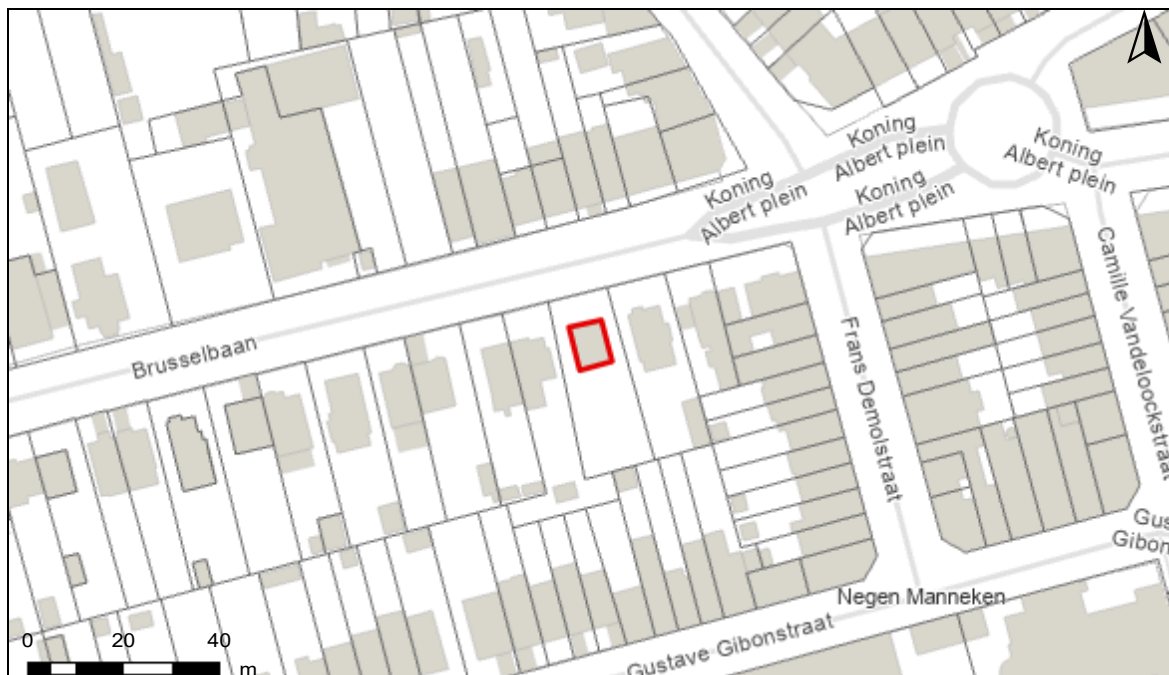 Koning
Albert plein
Koning
Albert plein
Koning
Albert plein
Koning
Albert plein
Brusselbaan
Frans Demolstraat
Camille Vandeloockstraat
Gus
Gibon
Negen Manneken
Gustave Gibonstraat
0 20 40
m